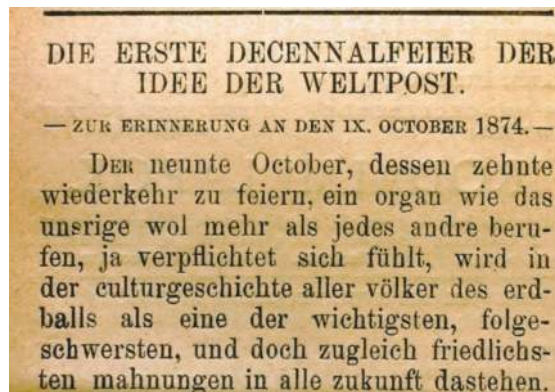 DIE ERSTE DECENNALFEIER DER
IDEE DER WELTPOST.
— ZUR ERINNERUNG AN DEN IX. OCTOBER 1874.—
DER neunte October, dessen zehnte
wiederkehr zu feiern, ein organ wie das
unsrige wol mehr als jedes andre beru-
fen, ja verpflichtet sich fühlt, wird in
der culturgeschichte aller völker des erd-
balls als eine der wichtigsten, folge-
schwersten, und doch zugleich friedlichs-
ten mahnungen in alle zukunft dastehen